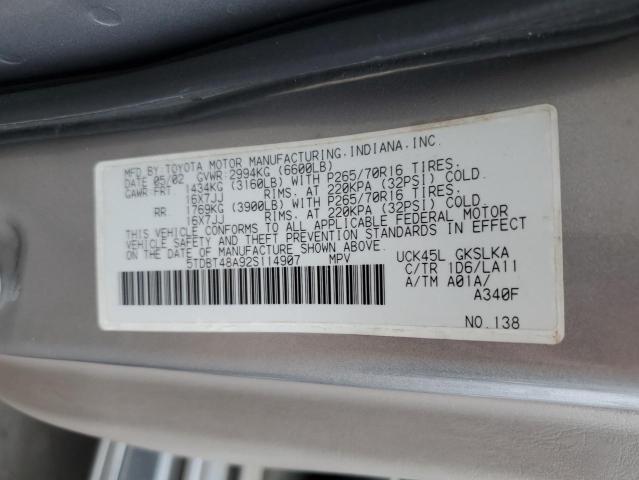 MFD.BY:TOYOTA MOTOR MANUFACTURING,INDIANA,INC.
DATE 05/02 GVWR:2994KG (6600LB)
GAWR:FRT 1434KG (3160LB) WITH P265/70R16 TIRES.
16X7JJ RIMS. AT 220KPA (32PSI) COLD.
RR. 1769KG (3900LB) WITH P265/70R16 TIRES.
16X7JJ RIMS. AT 220KPA (32PSI) COLD.
THIS VEHICLE CONFORMS TO ALL APPLICABLE FEDERAL MOTOR
VEHICLE SAFETY AND THEFT PREVENTION STANDARDS IN EFFECT
ON THE DATE OF MANUFACTURE SHOWN ABOVE.
5TDBT48A92S114907 MPV
UCK45L GKSLKA
C/TR 1D6/LA11
A/TM A01A/
A340F
NO.138